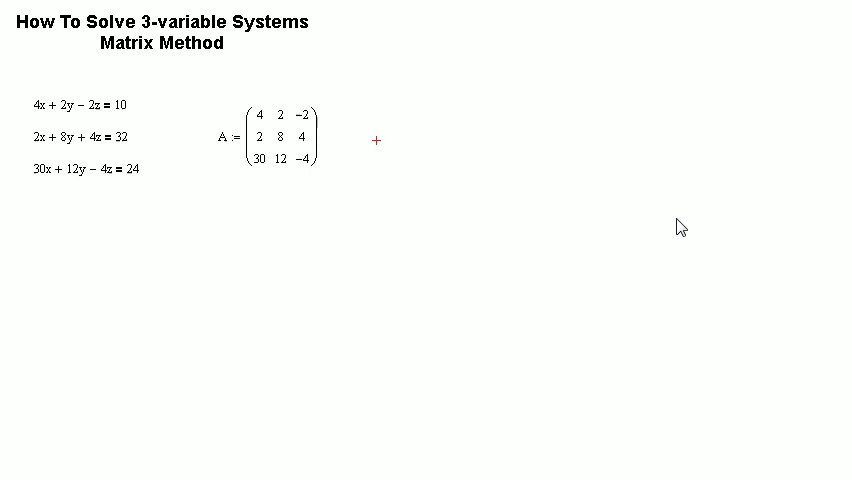 How To Solve 3-variable Systems
Matrix Method
4x + 2y − 2z = 10
2x + 8y + 4z = 32
30x + 12y − 4z = 24
A :=
4 2 −2
2 8 4
30 12 −4